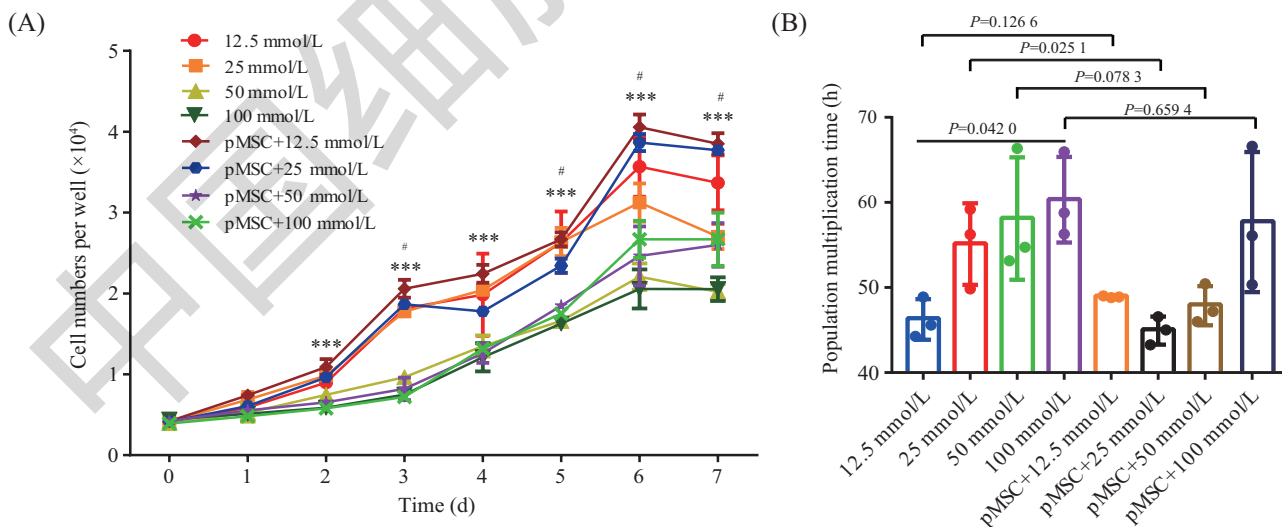 (A)
中国细胞
12.5 mmol/L
25 mmol/L
50 mmol/L
100 mmol/L
pMSC+12.5 mmol/L
pMSC+25 mmol/L
pMSC+50 mmol/L
pMSC+100 mmol/L
Cell numbers per well (×10⁴)
5
4
3
2
1
0
***
#
***
***
#
***
#
***
#
***
0 1 2 3 4 5 6 7
Time (d)
(B)
P=0.126 6
P=0.025 1
P=0.078 3
P=0.659 4
P=0.042 0
Population multiplication time (h)
70
60
50
40
12.5 mmol/L
25 mmol/L
50 mmol/L
100 mmol/L
pMSC+12.5 mmol/L
pMSC+25 mmol/L
pMSC+50 mmol/L
pMSC+100 mmol/L